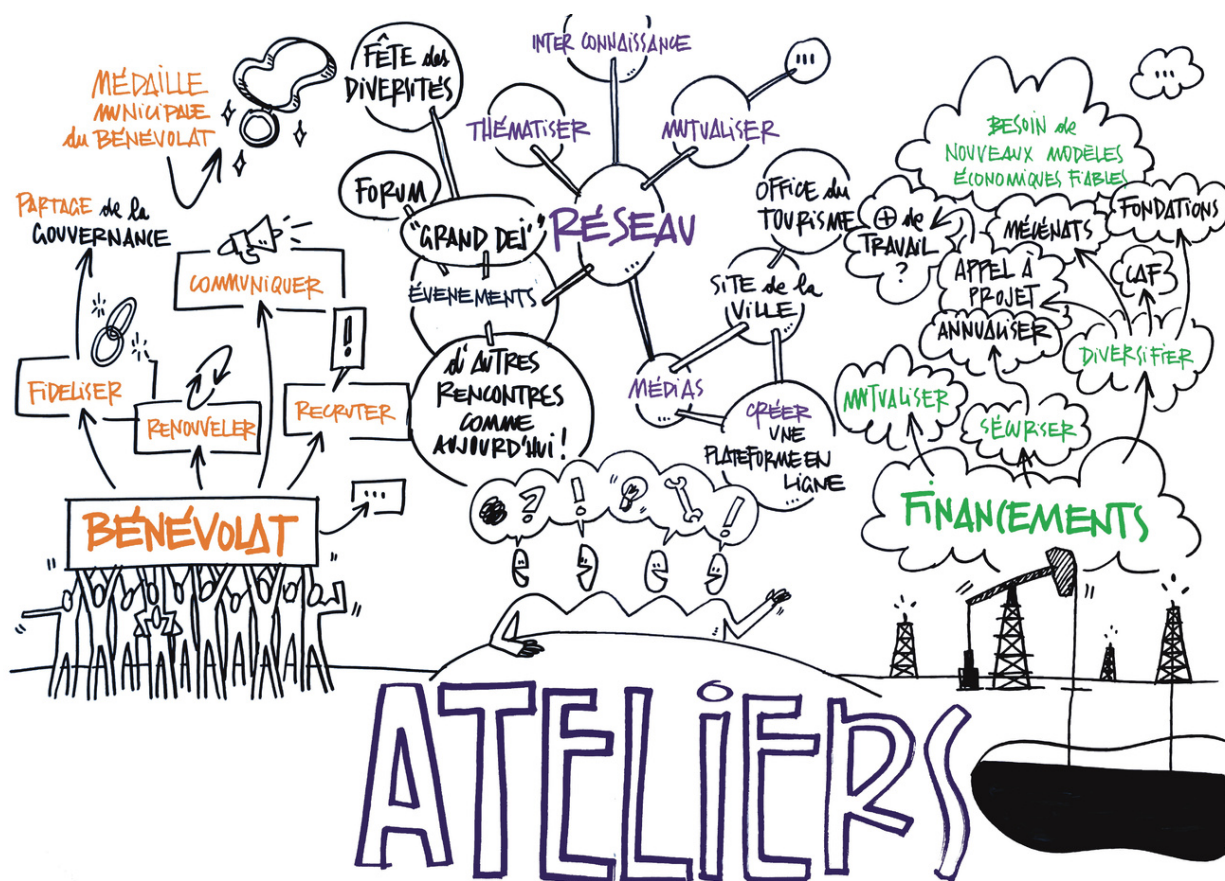 MÉDAILLE
MUNICIPALE
du BÉNÉVOLAT
PARTAGE de la
GOUVERNANCE
COMMUNIQUER
!
FIDELISER
RENOUVELER
RECRUTER
BÉNÉVOLAT
...
FÊTE des
DIVERSITÉS
INTER CONNAISSANCE
...
THÉMATISER
MUTUALISER
FORUM
"GRAND DEJ"
RÉSEAU
...
OFFICE du
TOURISME
ÉVENEMENTS
SITE de la
VILLE
...
d'AUTRES
RENCONTRES
COMME
AUJOURD'HUI !
MÉDIAS
...
CRÉER
UNE
PLATEFORME EN
LIGNE
? ! !
...
BESOIN de
NOUVEAUX MODÈLES
ÉCONOMIQUES FIABLES
+ de
TRAVAIL
?
MÉCÉNATS
FONDATIONS
APPEL À
PROJET
CAF
ANNUALISER
DIVERSIFIER
MUTUALISER
SÉCURISER
FINANCEMENTS
ATELIERS